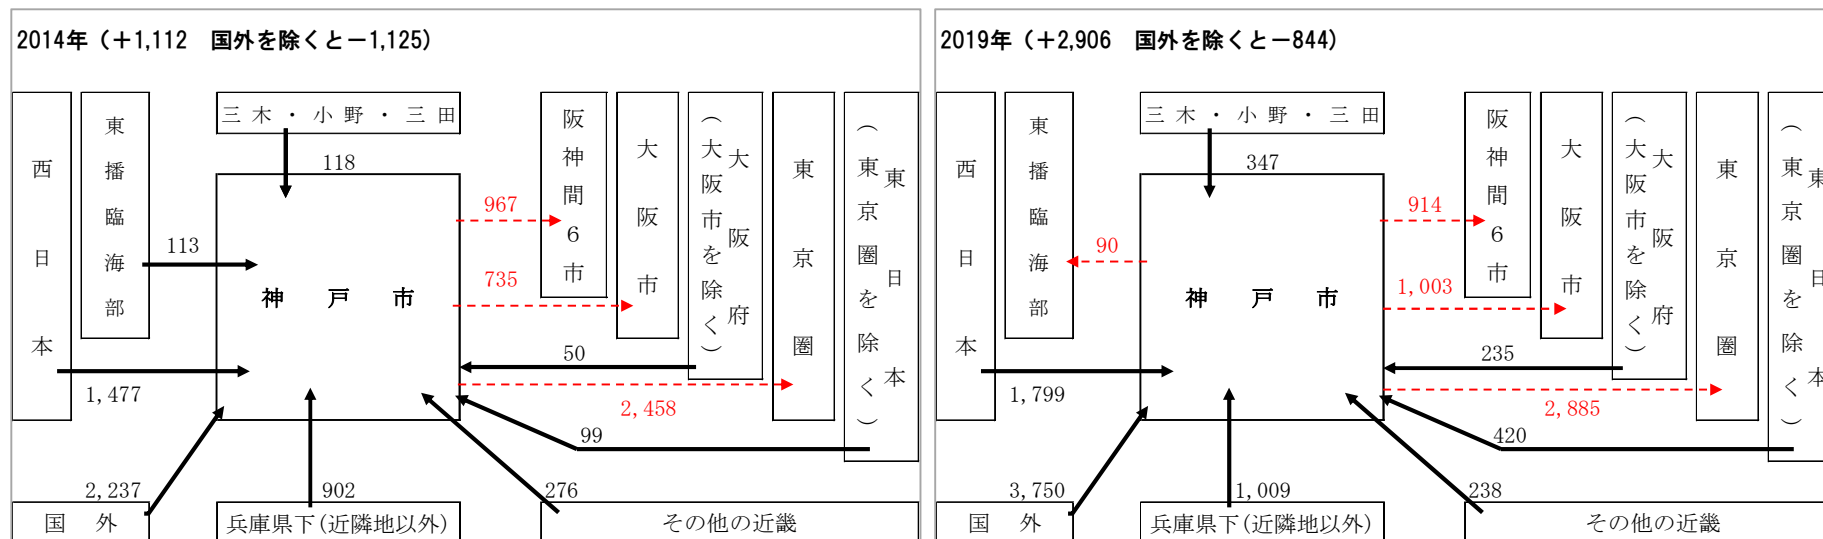 2014年（＋1,112　国外を除くと－1,125）
西日本
東播臨海部
三木・小野・三田
阪神間６市
大阪市
大阪府
（大阪市を除く）
東京圏
東日本
（東京圏を除く）
118
967
113
735
神戸市
50
1,477
2,458
99
2,237
902
276
国外
兵庫県下(近隣地以外)
その他の近畿
2019年（＋2,906　国外を除くと－844）
西日本
東播臨海部
三木・小野・三田
阪神間６市
大阪市
大阪府
（大阪市を除く）
東京圏
東日本
（東京圏を除く）
347
914
90
1,003
神戸市
235
1,799
2,885
420
3,750
1,009
238
国外
兵庫県下(近隣地以外)
その他の近畿